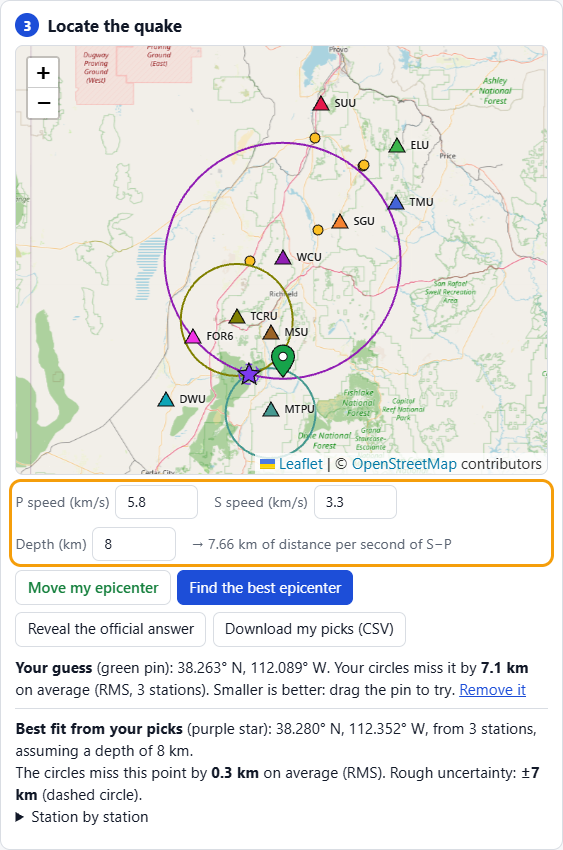 3 Locate the quake
Dugway Proving Ground (West)
Proving Ground (East)
Provo
+
−
SUU
Ashley National Forest
ELU
Price
TMU
SGU
WCU
San Rafael Swell Recreation Area
Richfield
TCRU
MSU
FOR6
DWU
MTPU
Fishlake National Forest
Capitol Reef National Park
Grand Staircase-Escalante
Dixie National Forest
Cedar City
Leaflet | © OpenStreetMap contributors
P speed (km/s) 5.8 S speed (km/s) 3.3
Depth (km) 8 → 7.66 km of distance per second of S−P
Move my epicenter Find the best epicenter
Reveal the official answer Download my picks (CSV)
Your guess (green pin): 38.263° N, 112.089° W. Your circles miss it by 7.1 km
on average (RMS, 3 stations). Smaller is better: drag the pin to try. Remove it
Best fit from your picks (purple star): 38.280° N, 112.352° W, from 3 stations,
assuming a depth of 8 km.
The circles miss this point by 0.3 km on average (RMS). Rough uncertainty: ±7
km (dashed circle).
▶ Station by station